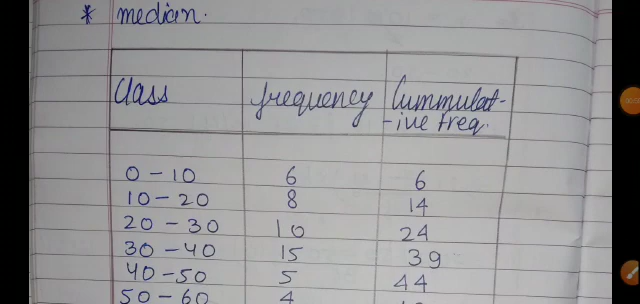 * median.
Class frequency Cummulat-
-ive freq.
0 - 10 6 6
10 - 20 8 14
20 - 30 10 24
30 - 40 15 39
40 - 50 5 44
50 - 60 4